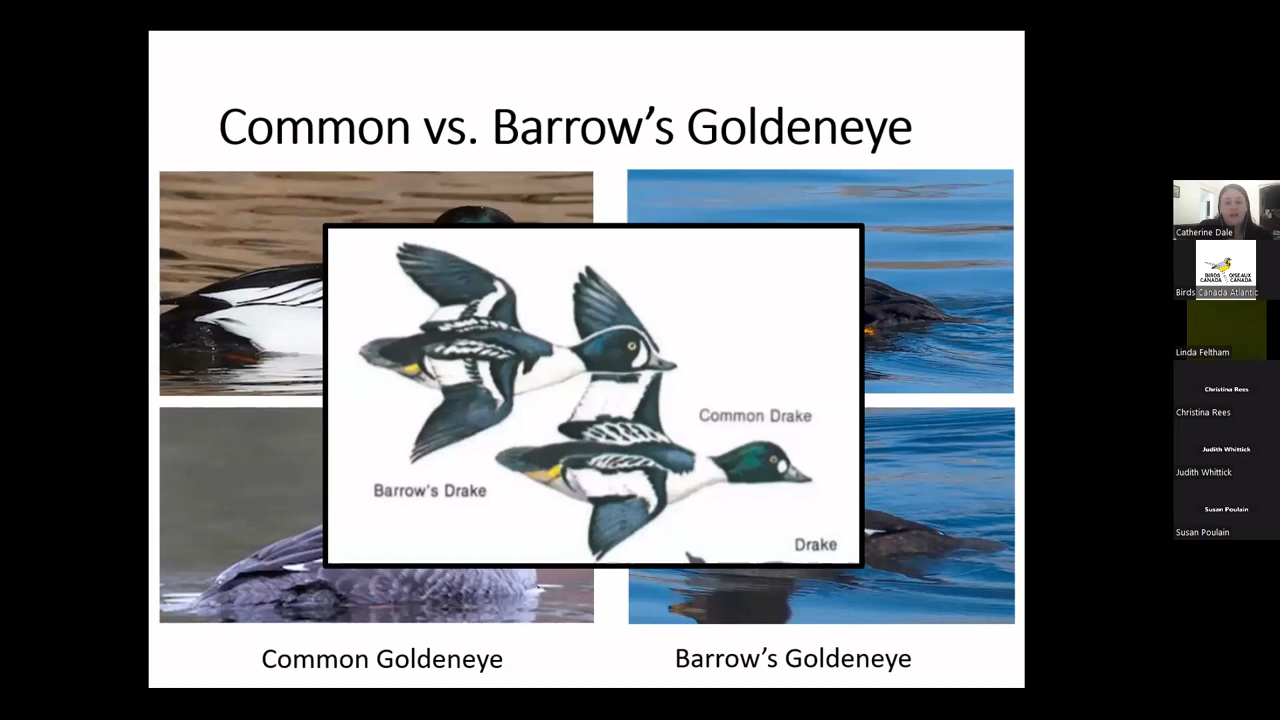 Common vs. Barrow's Goldeneye
Common Drake
Barrow's Drake
Drake
Common Goldeneye
Barrow's Goldeneye
Catherine Dale
BIRDS CANADA
OISEAUX CANADA
Birds Canada Atlantic
Linda Feltham
Christina Rees
Christina Rees
Judith Whittick
Judith Whittick
Susan Poulain
Susan Poulain